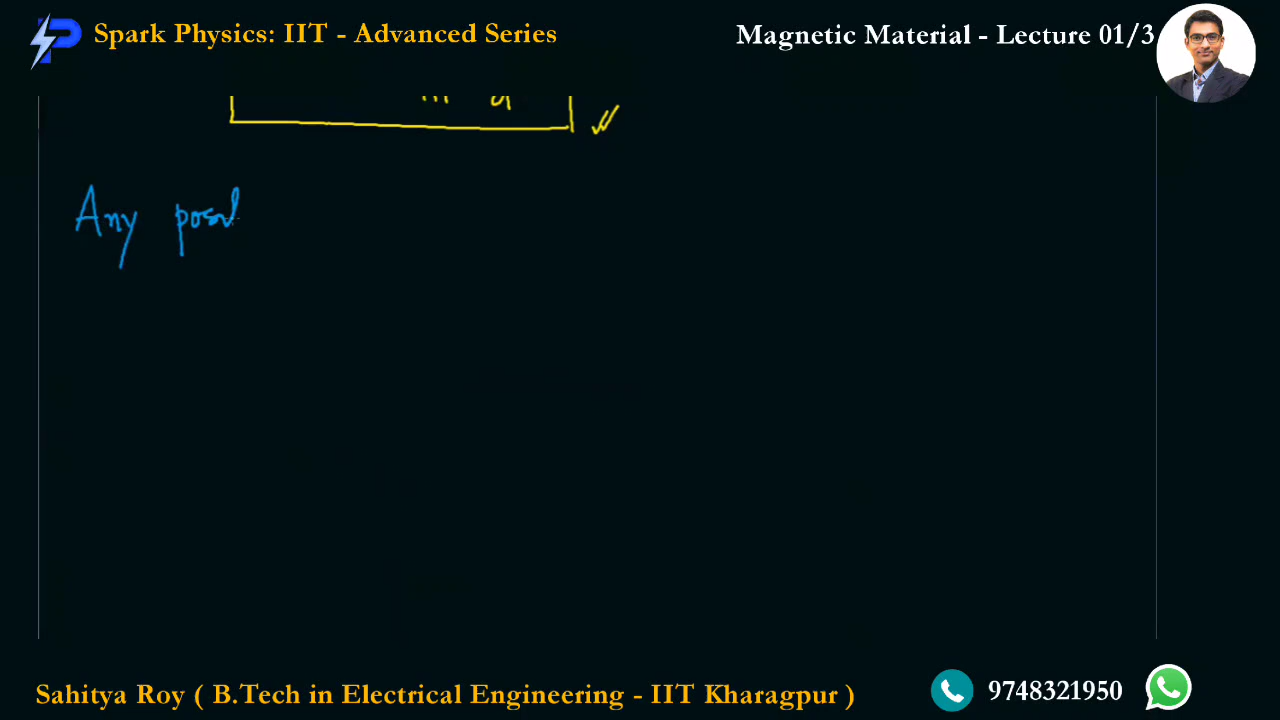 Spark Physics: IIT - Advanced Series
Magnetic Material - Lecture 01/3
Any
Sahitya Roy ( B.Tech in Electrical Engineering - IIT Kharagpur )
9748321950